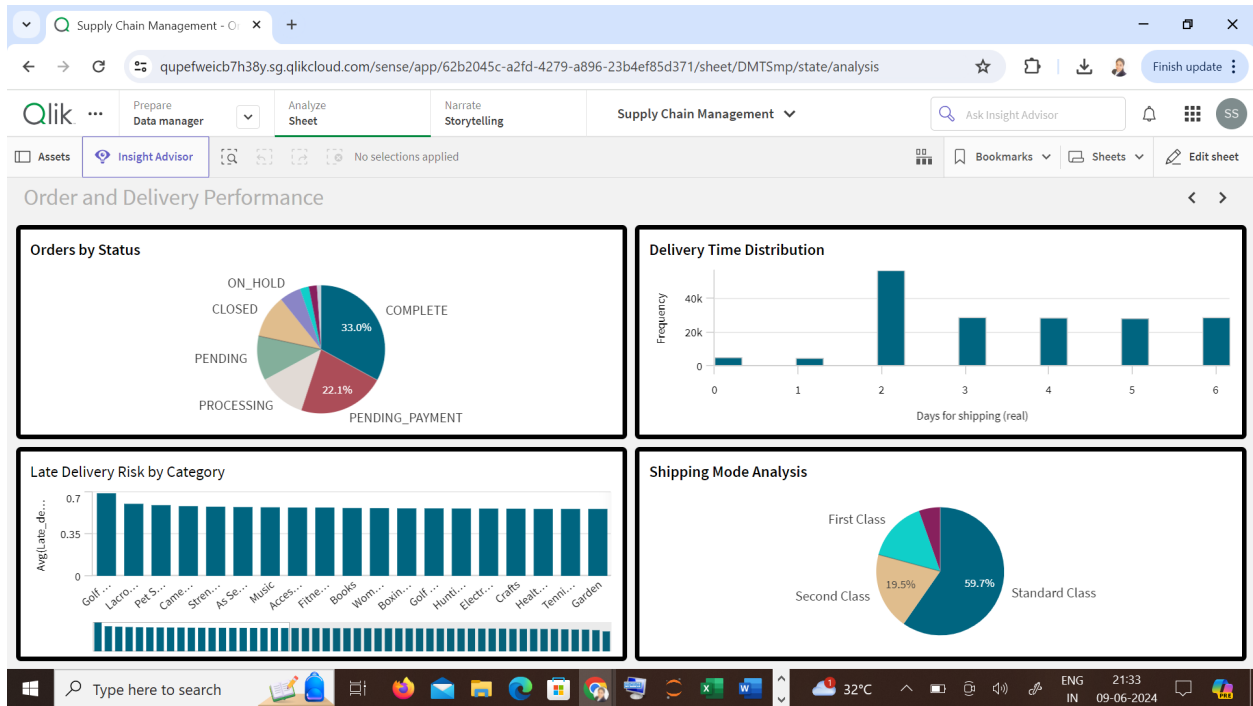 Supply Chain Management - O
qupefweicb7h38y.sg.qlikcloud.com/sense/app/62b2045c-a2fd-4279-a896-23b4ef85d371/sheet/DMTSmp/state/analysis
Finish update
Qlik
Prepare
Data manager
Analyze
Sheet
Narrate
Storytelling
Supply Chain Management
Ask Insight Advisor
SS
Assets
Insight Advisor
No selections applied
Bookmarks
Sheets
Edit sheet
Order and Delivery Performance
Orders by Status
ON_HOLD
CLOSED
COMPLETE
33.0%
PENDING
22.1%
PROCESSING
PENDING_PAYMENT
Delivery Time Distribution
Frequency
40k
20k
0
0 1 2 3 4 5 6
Days for shipping (real)
Late Delivery Risk by Category
Avg(Late_de...
0.7
0.35
0
Golf ... Lacro... Pet S... Came... Stren... As Se... Music Acces... Fitne... Books Wom... Boxin... Golf ... Hunti... Electr... Crafts Healt... Tenni... Garden
Shipping Mode Analysis
First Class
19.5%
59.7%
Second Class
Standard Class
Type here to search
1
32°C
ENG
IN
21:33
09-06-2024
PRE